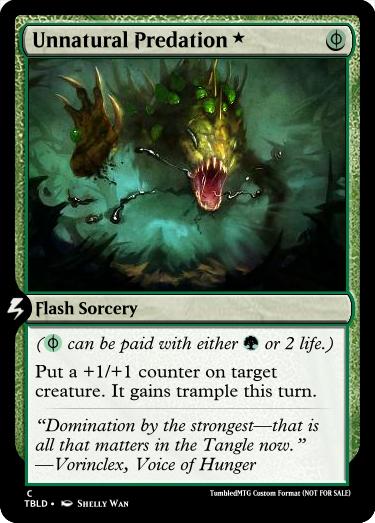 Unnatural Predation ★
Flash Sorcery
( can be paid with either or 2 life.)
Put a +1/+1 counter on target
creature. It gains trample this turn.
“Domination by the strongest—that is
all that matters in the Tangle now.”
—Vorinclex, Voice of Hunger
C
TBLD • Shelly Wan
TumbledMTG Custom Format (NOT FOR SALE)